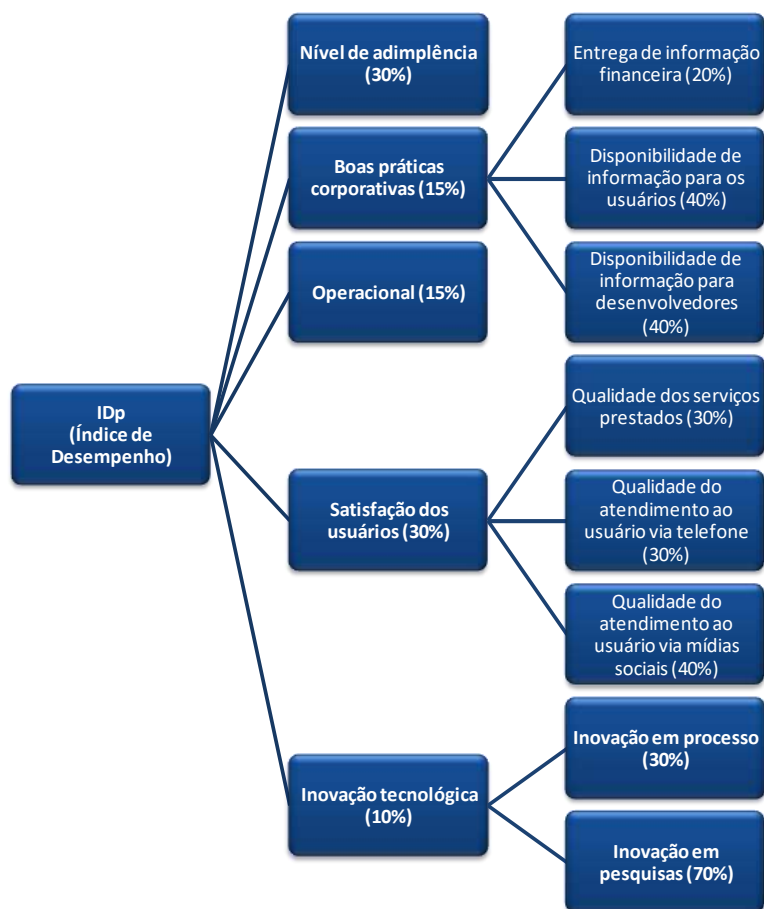 IDp
(Índice de
Desempenho)
Nível de adimplência
(30%)
Boas práticas
corporativas (15%)
Entrega de informação
financeira (20%)
Disponibilidade de
informação para os
usuários (40%)
Disponibilidade de
informação para
desenvolvedores
(40%)
Operacional (15%)
Satisfação dos
usuários (30%)
Qualidade dos serviços
prestados (30%)
Qualidade do
atendimento ao
usuário via telefone
(30%)
Qualidade do
atendimento ao
usuário via mídias
sociais (40%)
Inovação tecnológica
(10%)
Inovação em processo
(30%)
Inovação em
pesquisas (70%)